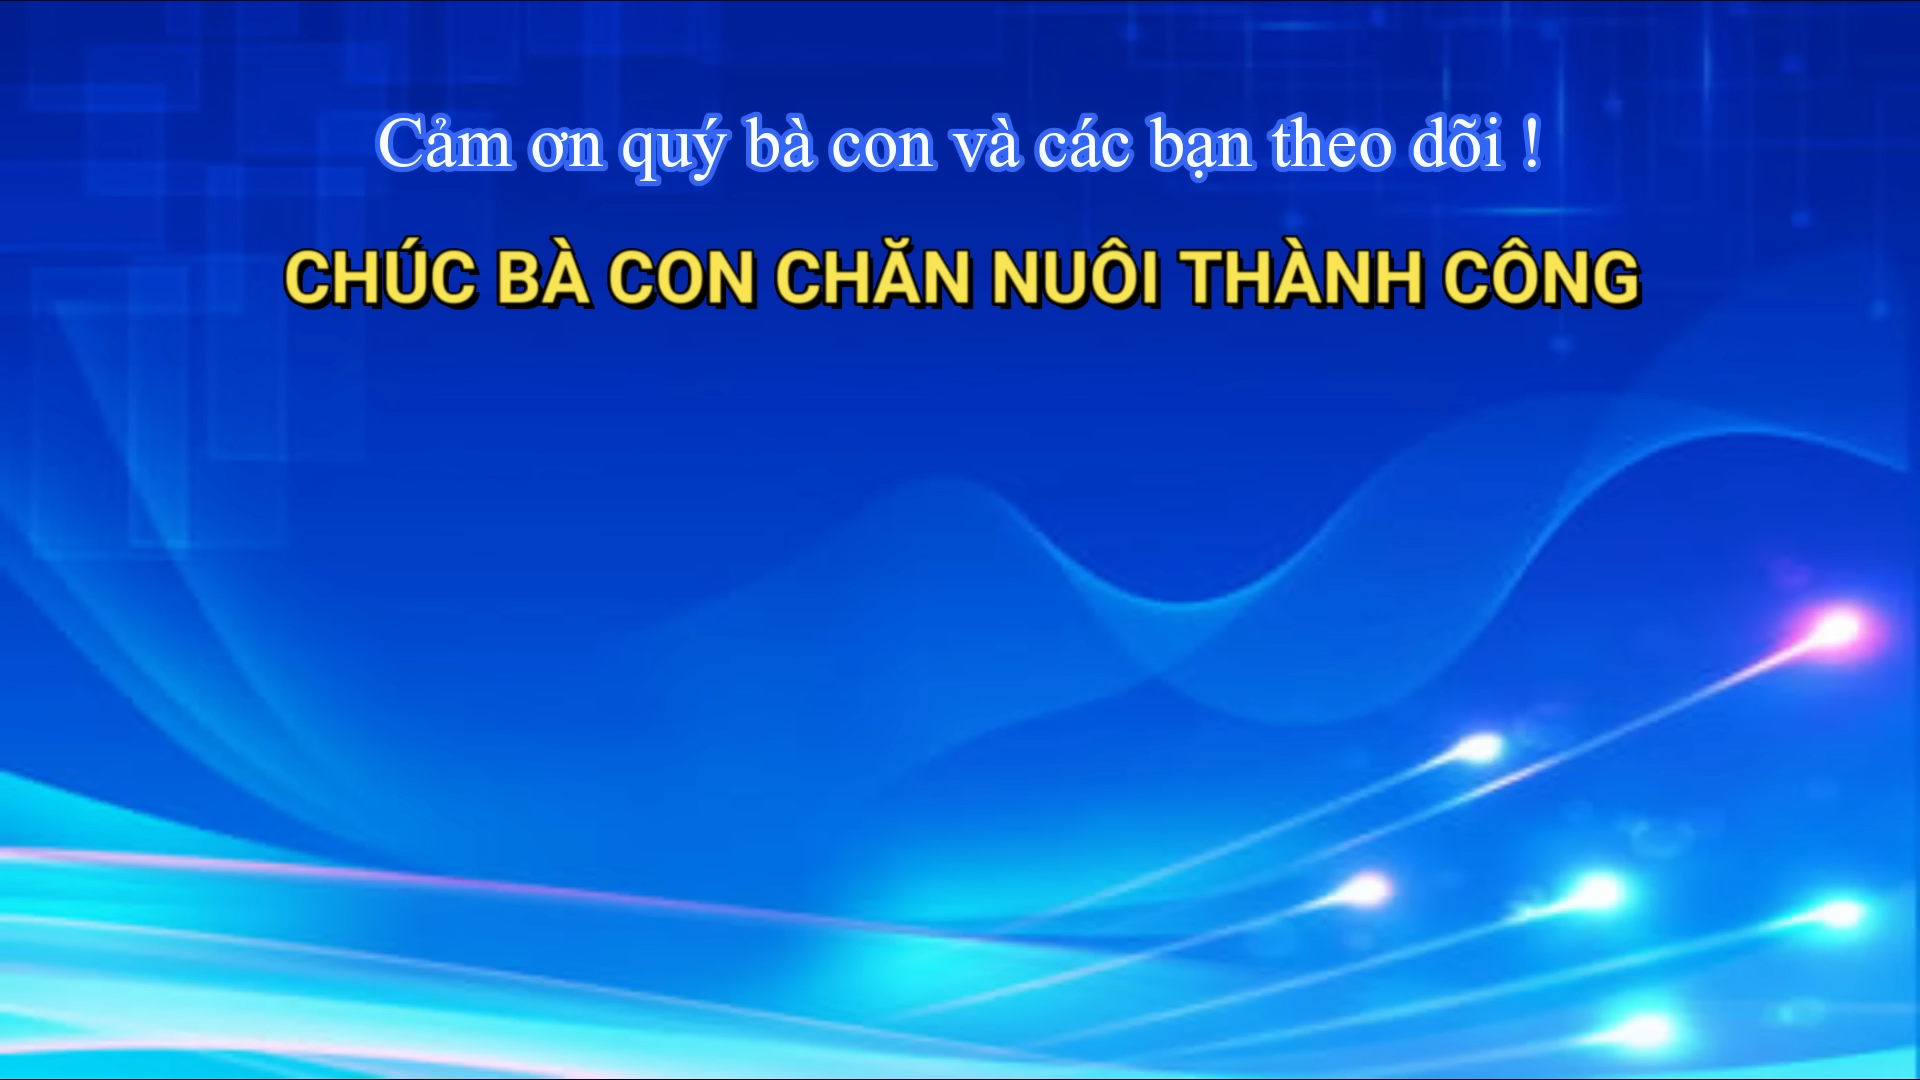 Cảm ơn quý bà con và các bạn theo dõi !
CHÚC BÀ CON CHĂN NUÔI THÀNH CÔNG